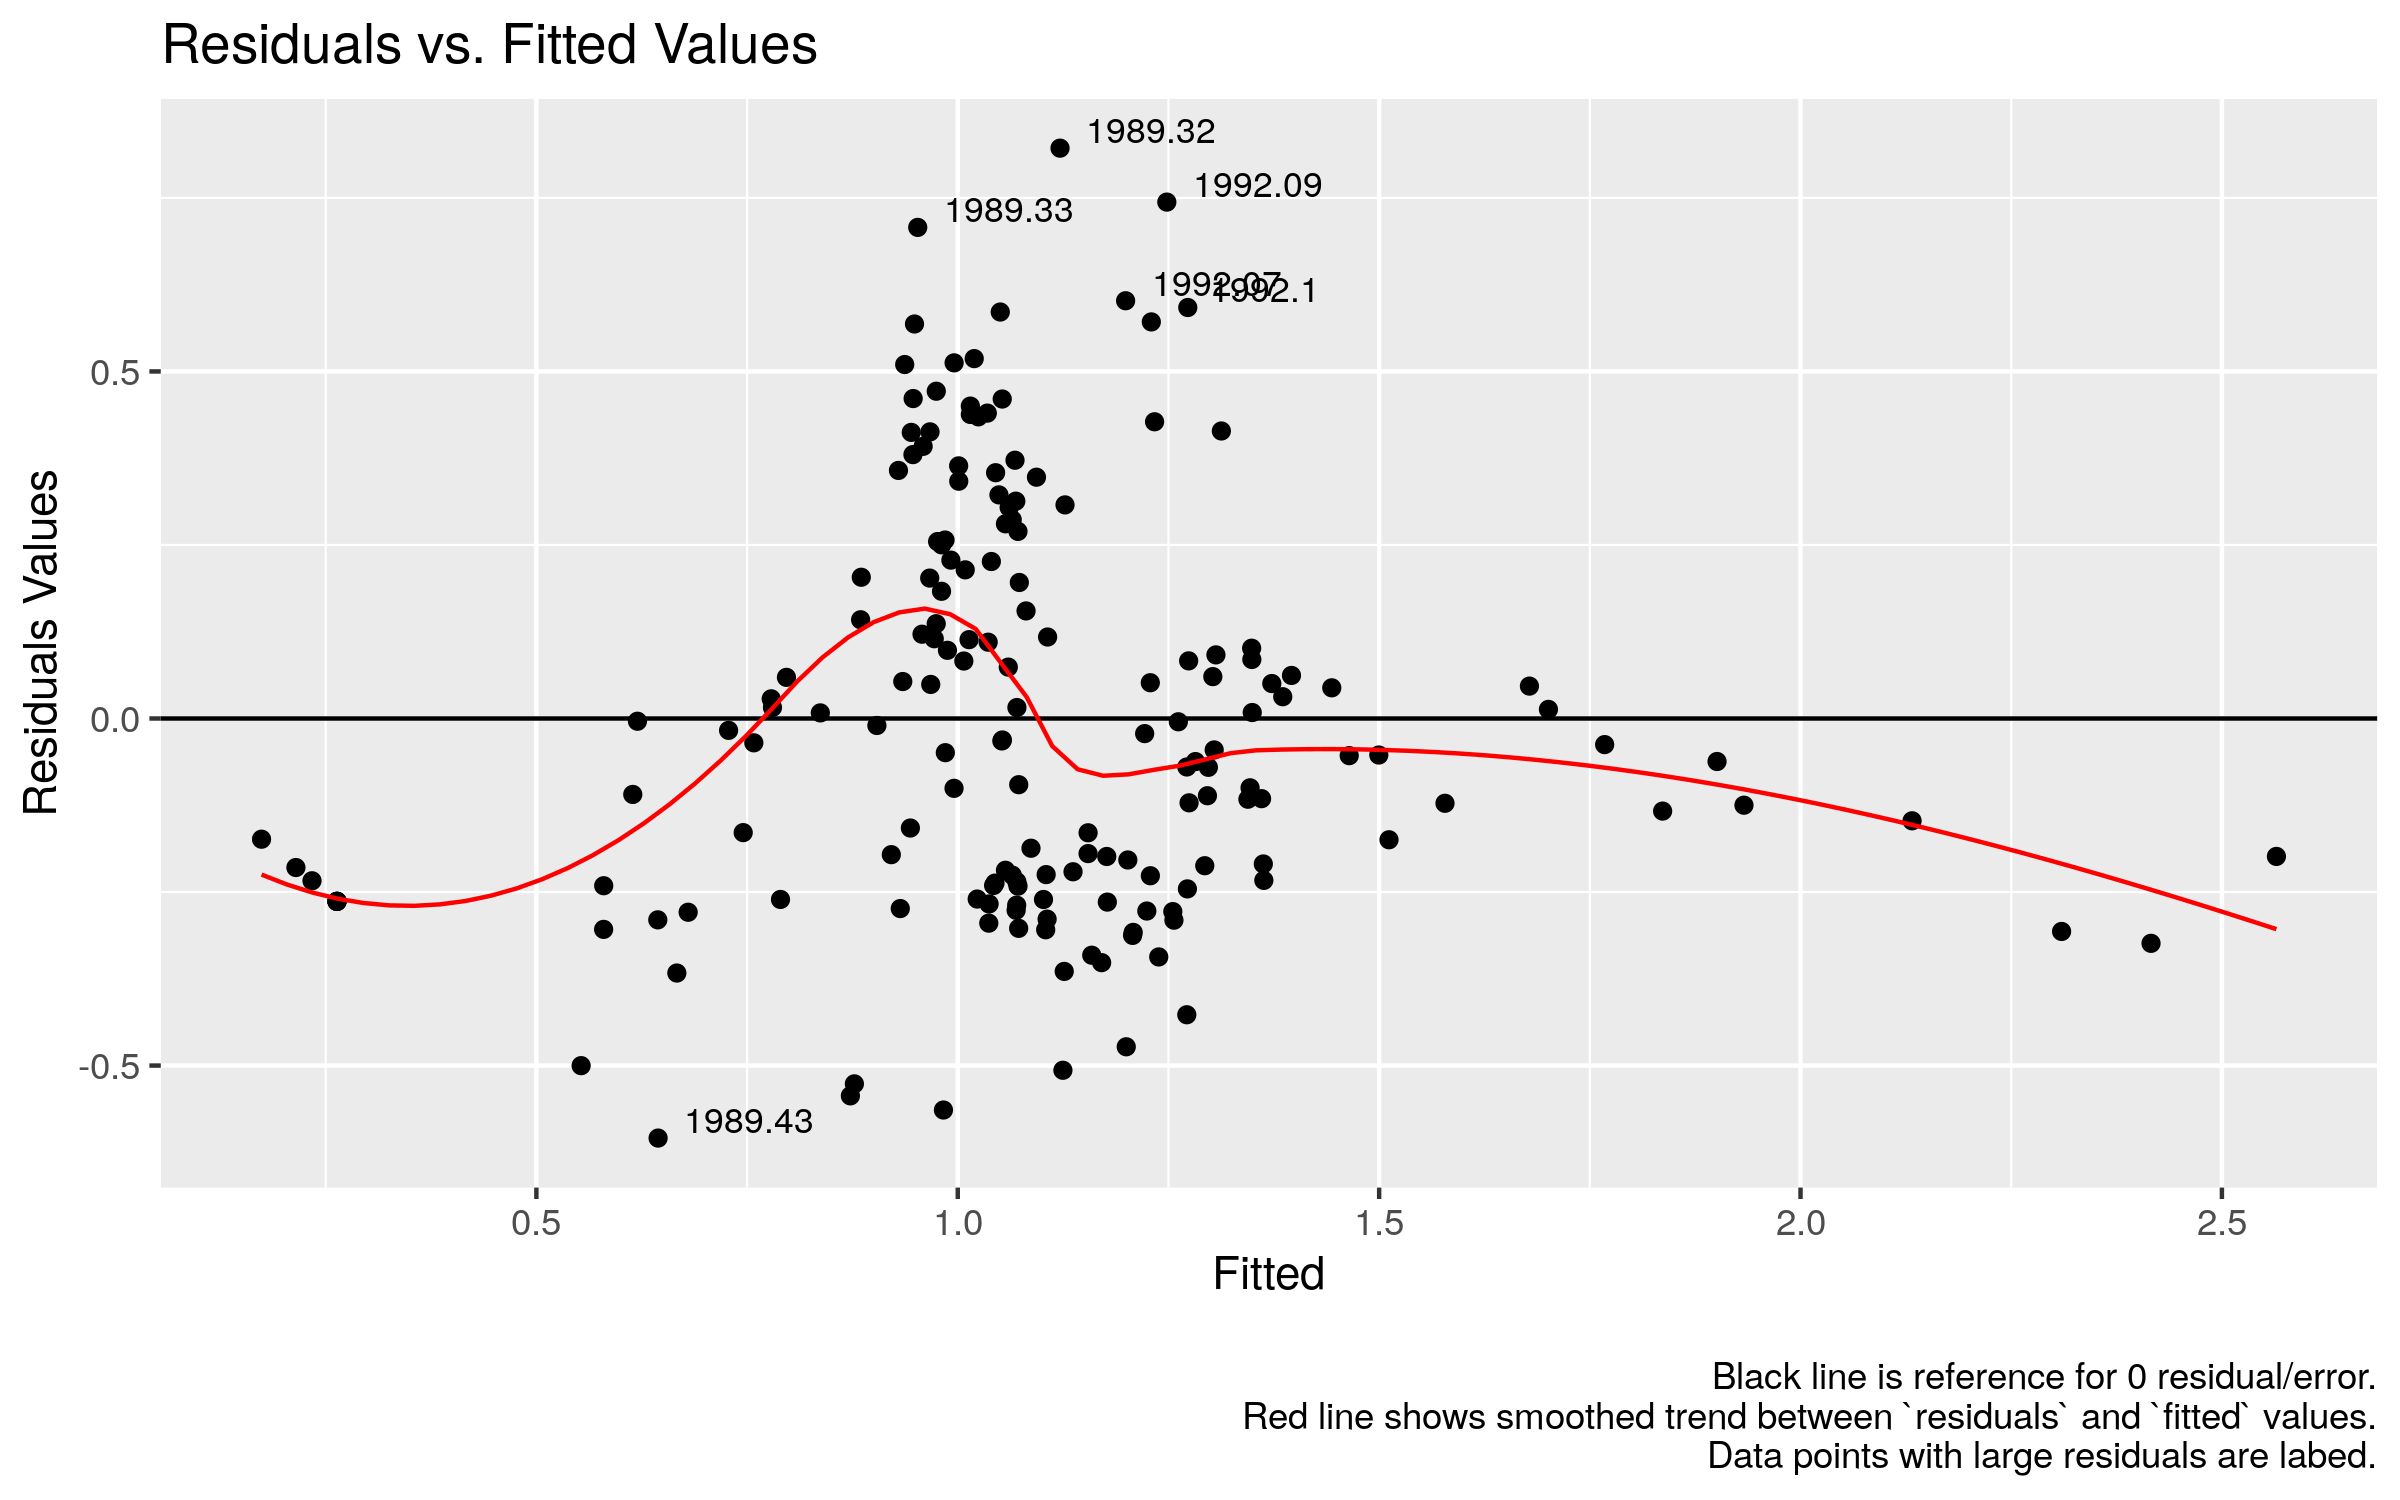 Residuals vs. Fitted Values
1989.32
1992.09
1989.33
1992.07
1992.1
0.5
0.0
-0.5
Residuals Values
1989.43
0.5 1.0 1.5 2.0 2.5
Fitted
Black line is reference for 0 residual/error.
Red line shows smoothed trend between `residuals` and `fitted` values.
Data points with large residuals are labed.